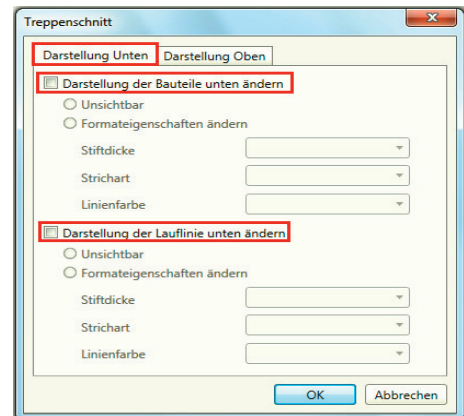 Treppenschnitt
Darstellung Unten Darstellung Oben
Darstellung der Bauteile unten ändern
Unsichtbar
Formateigenschaften ändern
Stiftdicke
Strichart
Linienfarbe
Darstellung der Lauflinie unten ändern
Unsichtbar
Formateigenschaften ändern
Stiftdicke
Strichart
Linienfarbe
OK Abbrechen